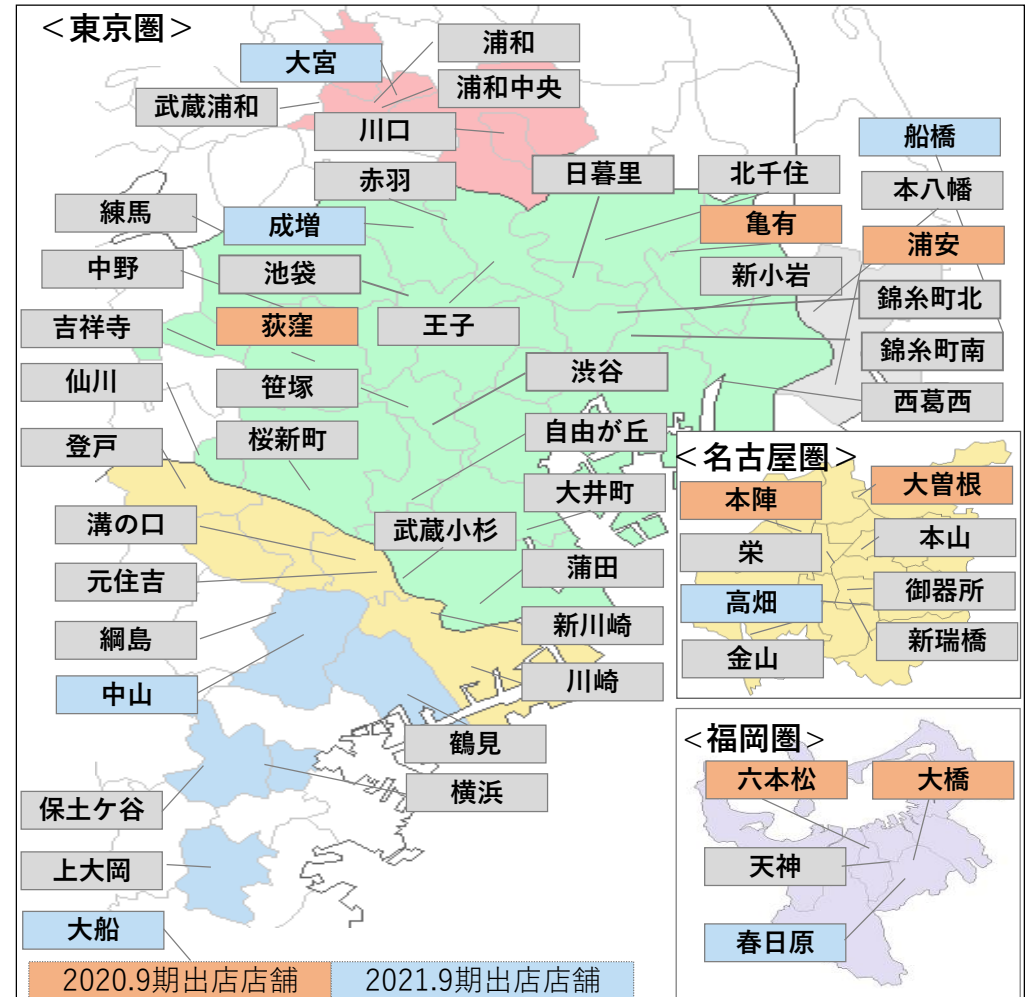 ＜東京圏＞
浦和
大宮
浦和中央
武蔵浦和
川口
船橋
赤羽
日暮里
北千住
本八幡
練馬
成増
亀有
浦安
中野
池袋
新小岩
錦糸町北
吉祥寺
荻窪
王子
錦糸町南
仙川
笹塚
渋谷
西葛西
登戸
桜新町
自由が丘
大井町
溝の口
武蔵小杉
元住吉
蒲田
綱島
新川崎
中山
川崎
鶴見
保土ケ谷
横浜
上大岡
大船
＜名古屋圏＞
本陣
大曽根
栄
本山
高畑
御器所
金山
新瑞橋
＜福岡圏＞
六本松
大橋
天神
春日原
2020.9期出店店舗
2021.9期出店店舗